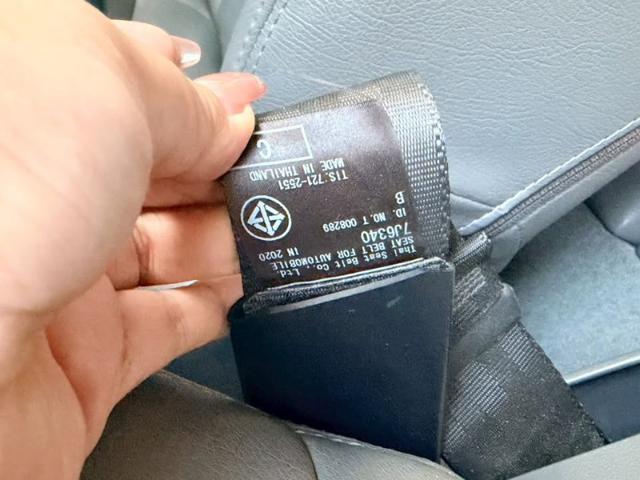 Thai Seat Belt Co., Ltd
SEAT BELT FOR AUTOMOBILE
7J6340 IN 2020
ID NO. T 008289
B
TIS. 721-2551
MADE IN THAILAND
C